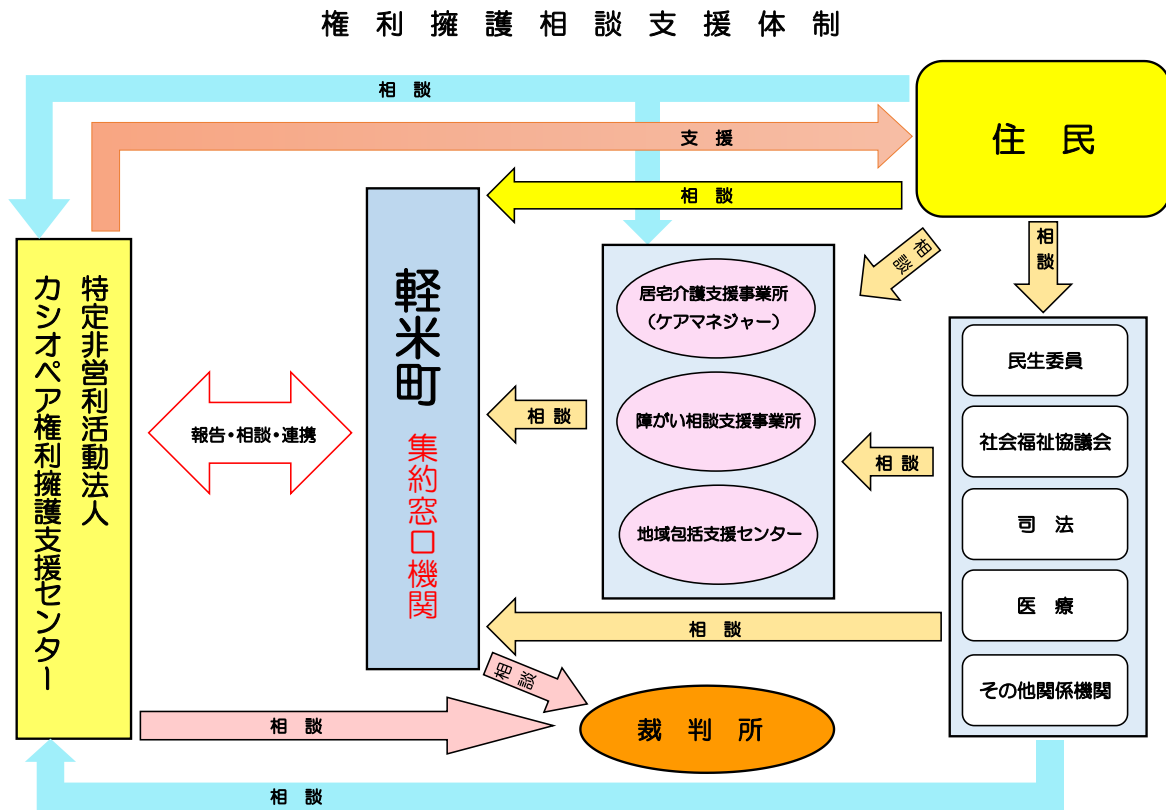 権利擁護相談支援体制
相談
住民
支援
相談
相談
相談
特定非営利活動法人
カシオペア権利擁護支援センター
軽米町
集約窓口機関
報告・相談・連携
居宅介護支援事業所
（ケアマネジャー）
障がい相談支援事業所
地域包括支援センター
相談
相談
民生委員
社会福祉協議会
司法
医療
その他関係機関
相談
相談
相談
裁判所
相談